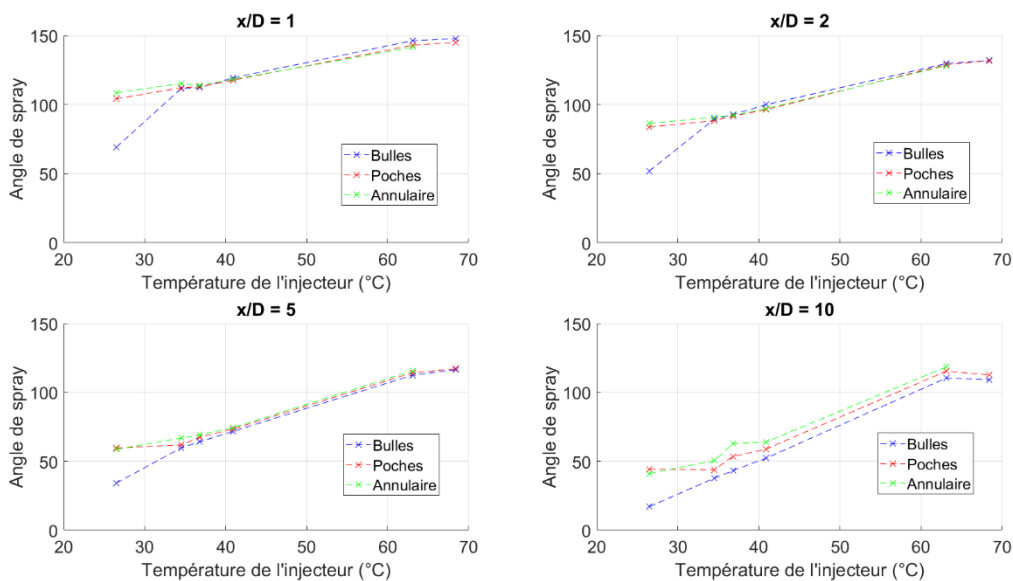 x/D = 1
150
100
50
0
Angle de spray
Bulles
Poches
Annulaire
20 30 40 50 60 70
Température de l'injecteur (°C)
x/D = 2
150
100
50
0
Angle de spray
Bulles
Poches
Annulaire
20 30 40 50 60 70
Température de l'injecteur (°C)
x/D = 5
150
100
50
0
Angle de spray
Bulles
Poches
Annulaire
20 30 40 50 60 70
Température de l'injecteur (°C)
x/D = 10
150
100
50
0
Angle de spray
Bulles
Poches
Annulaire
20 30 40 50 60 70
Température de l'injecteur (°C)